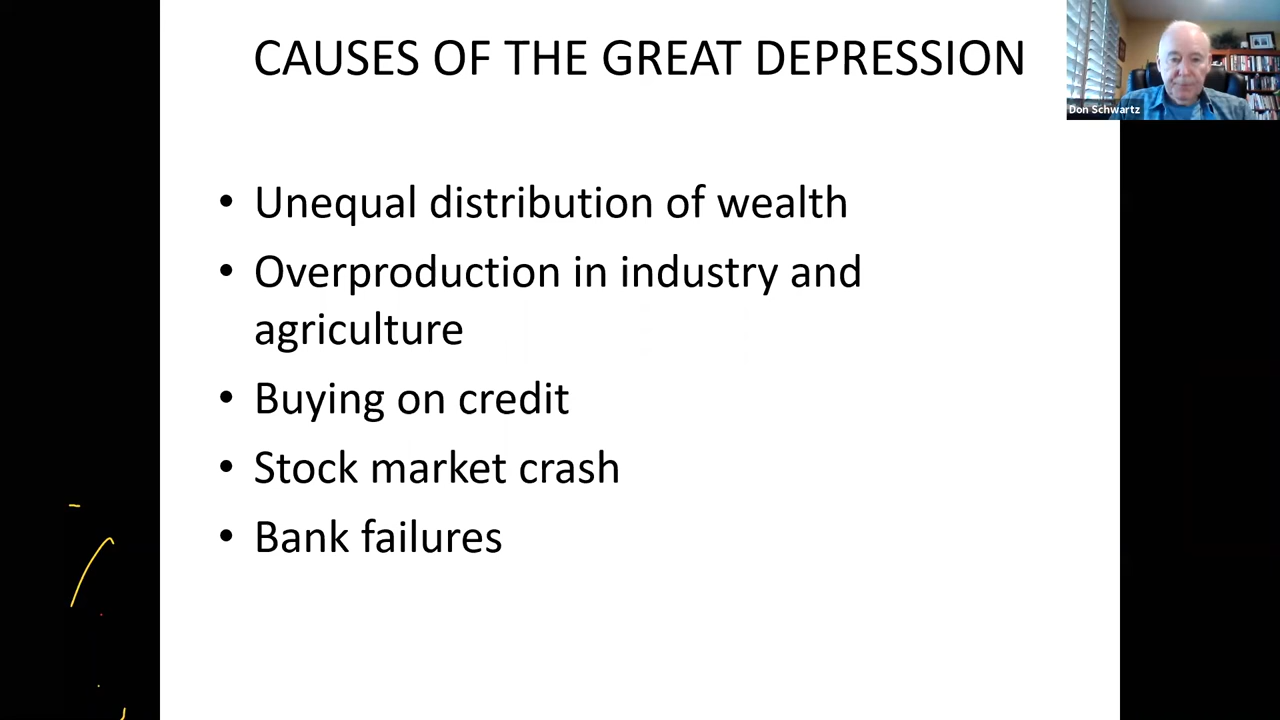 CAUSES OF THE GREAT DEPRESSION
Don Schwartz
• Unequal distribution of wealth
• Overproduction in industry and
agriculture
• Buying on credit
• Stock market crash
• Bank failures